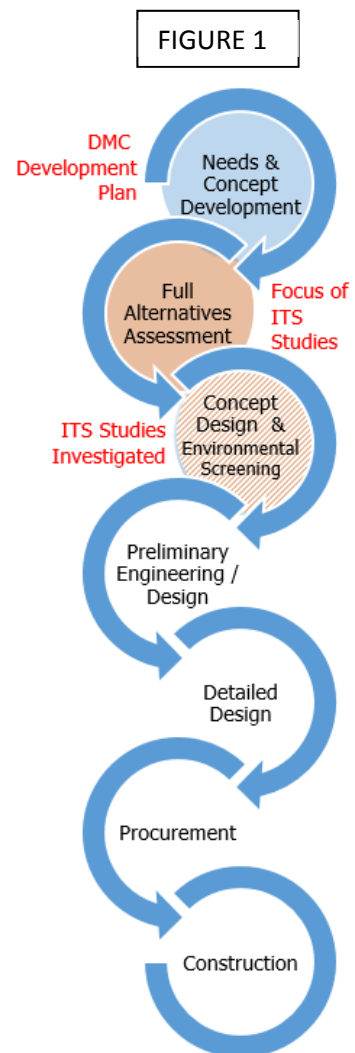 FIGURE 1
DMC
Development
Plan
Needs &
Concept
Development
Full
Alternatives
Assessment
Focus of
ITS
Studies
ITS Studies
Investigated
Concept
Design &
Environmental
Screening
Preliminary
Engineering /
Design
Detailed
Design
Procurement
Construction